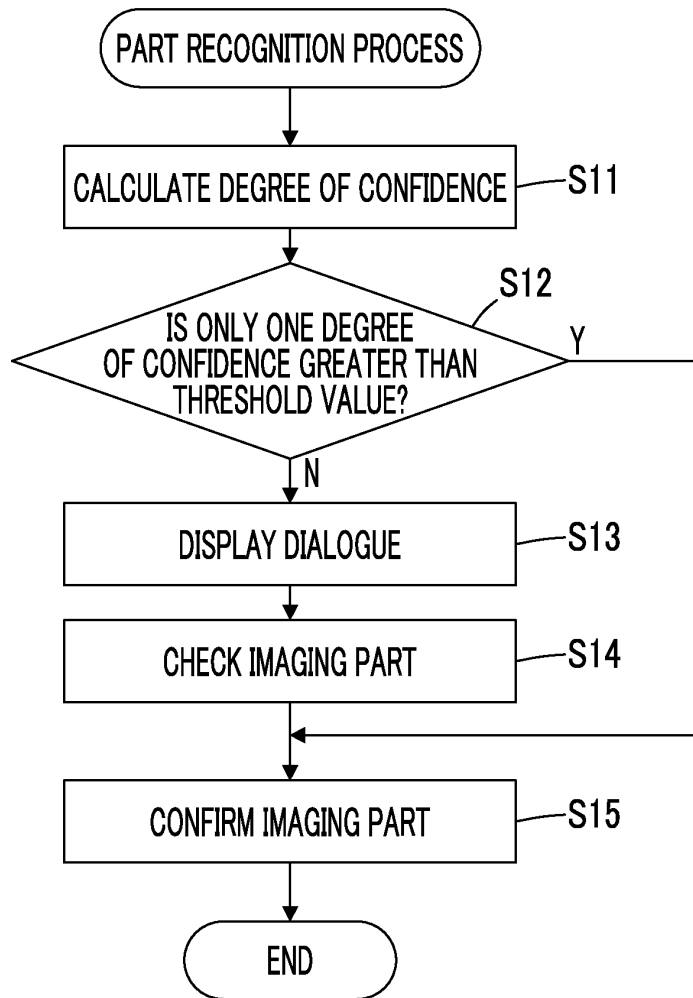 PART RECOGNITION PROCESS
CALCULATE DEGREE OF CONFIDENCE
S11
S12
IS ONLY ONE DEGREE
OF CONFIDENCE GREATER THAN
THRESHOLD VALUE?
Y
N
DISPLAY DIALOGUE
S13
CHECK IMAGING PART
S14
CONFIRM IMAGING PART
S15
END